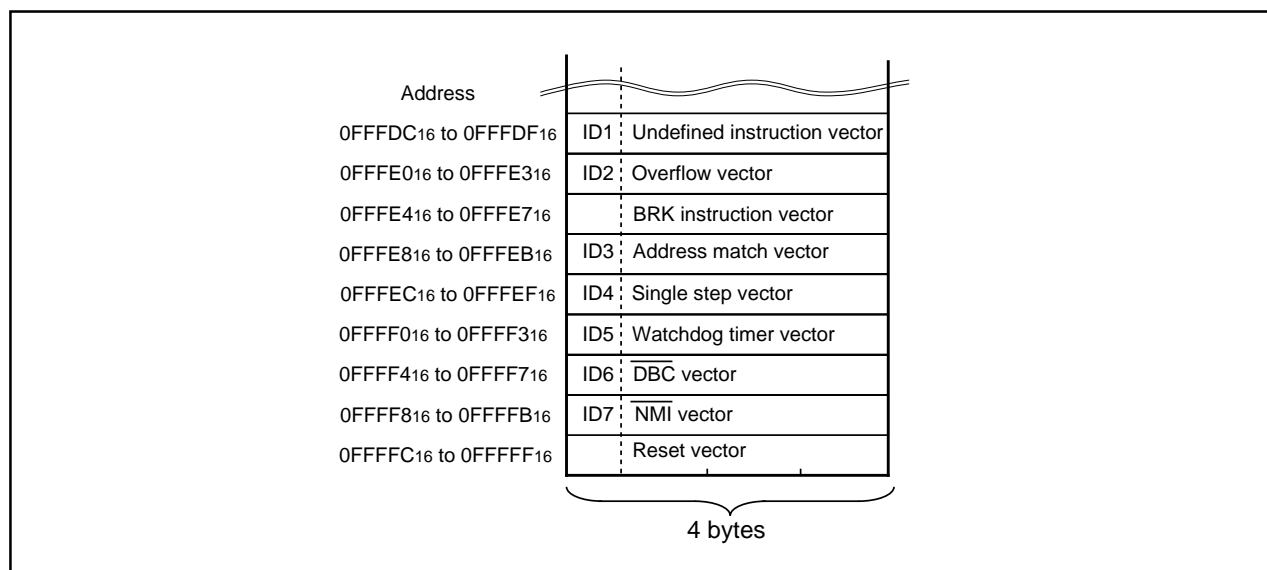 Address
0FFFDC16 to 0FFFDF16 ID1 Undefined instruction vector
0FFFE016 to 0FFFE316 ID2 Overflow vector
0FFFE416 to 0FFFE716 BRK instruction vector
0FFFE816 to 0FFFEB16 ID3 Address match vector
0FFFEC16 to 0FFFEF16 ID4 Single step vector
0FFFF016 to 0FFFF316 ID5 Watchdog timer vector
0FFFF416 to 0FFFF716 ID6 D̅B̅C̅ vector
0FFFF816 to 0FFFFB16 ID7 N̅M̅I̅ vector
0FFFFC16 to 0FFFFF16 Reset vector
4 bytes